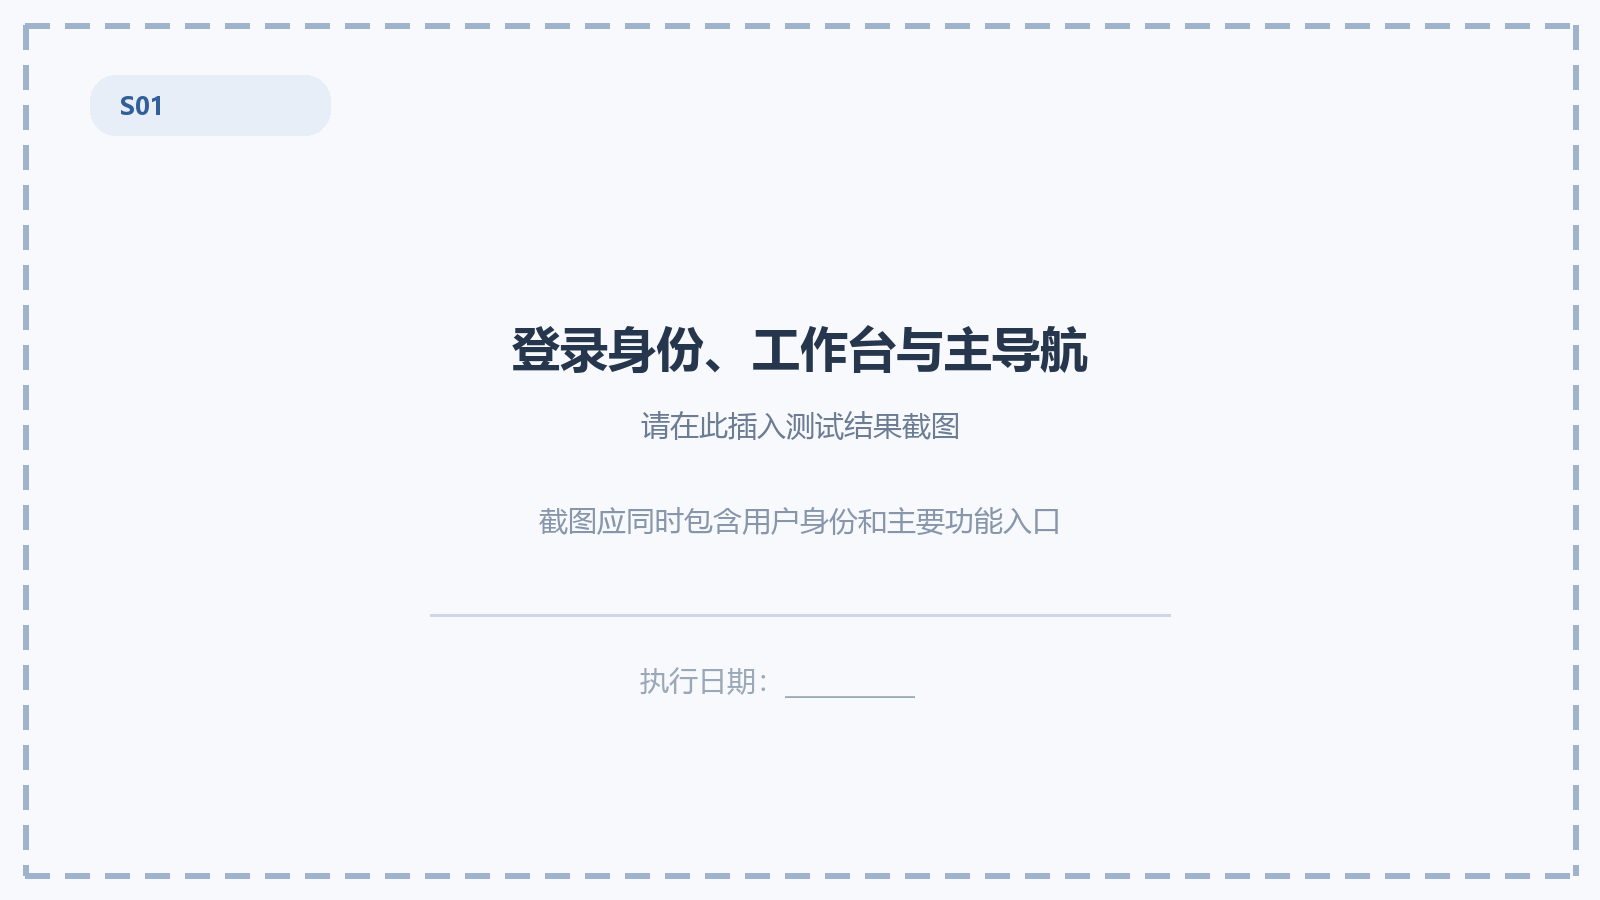 S01
登录身份、工作台与主导航
请在此插入测试结果截图
截图应同时包含用户身份和主要功能入口
执行日期：_________